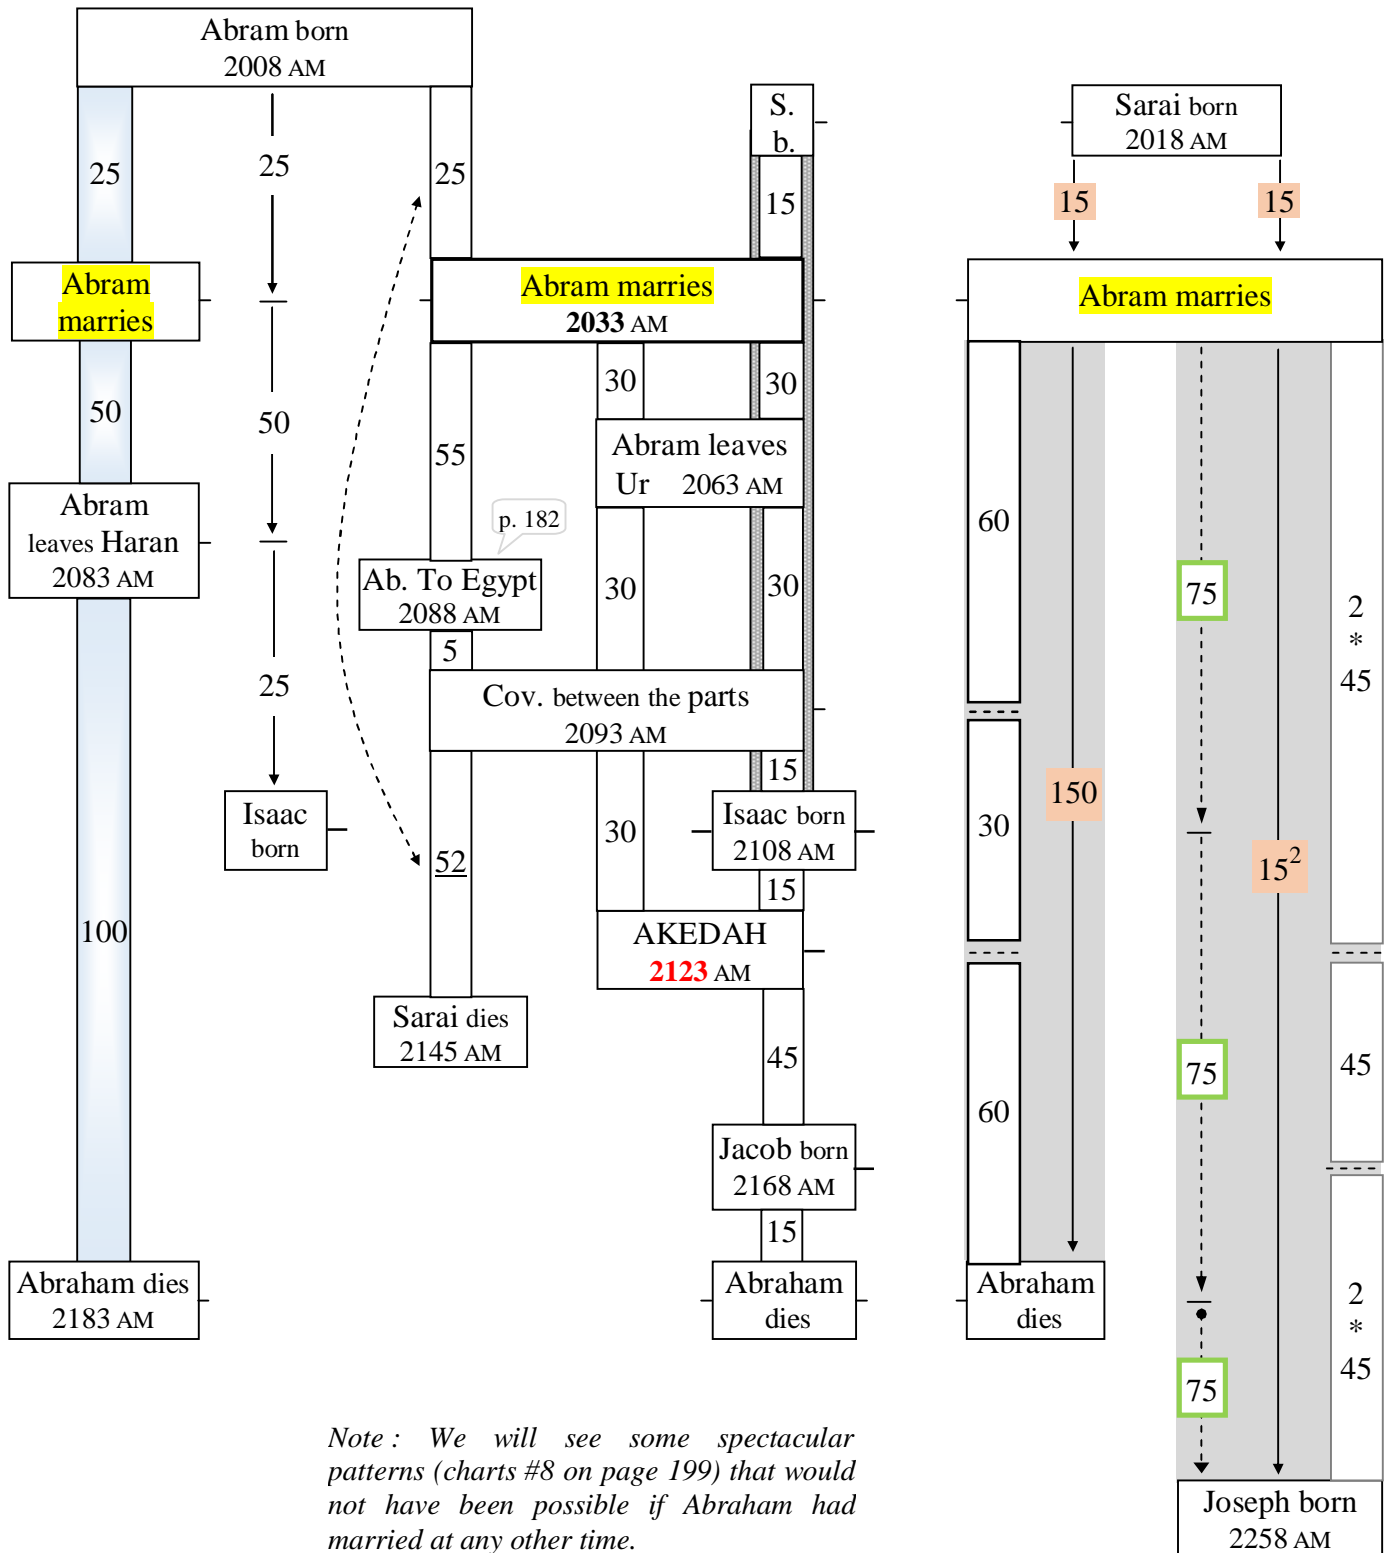 Abram born
2008 AM
S.
b.
Sarai born
2018 AM
25
25
25
15
15
15
Abram
marries
Abram marries
2033 AM
Abram marries
50
50
55
30
30
Abram leaves
Ur 2063 AM
p. 182
Abram
leaves Haran
2083 AM
Ab. To Egypt
2088 AM
30
30
60
75
2
*
45
5
25
Cov. between the parts
2093 AM
15
150
Isaac
born
52
30
Isaac born
2108 AM
30
15²
15
100
AKEDAH
2123 AM
Sarai dies
2145 AM
45
75
45
60
Jacob born
2168 AM
15
Abraham dies
2183 AM
Abraham
dies
Abraham
dies
2
*
45
75
Note : We will see some spectacular
patterns (charts #8 on page 199) that would
not have been possible if Abraham had
married at any other time.
Joseph born
2258 AM